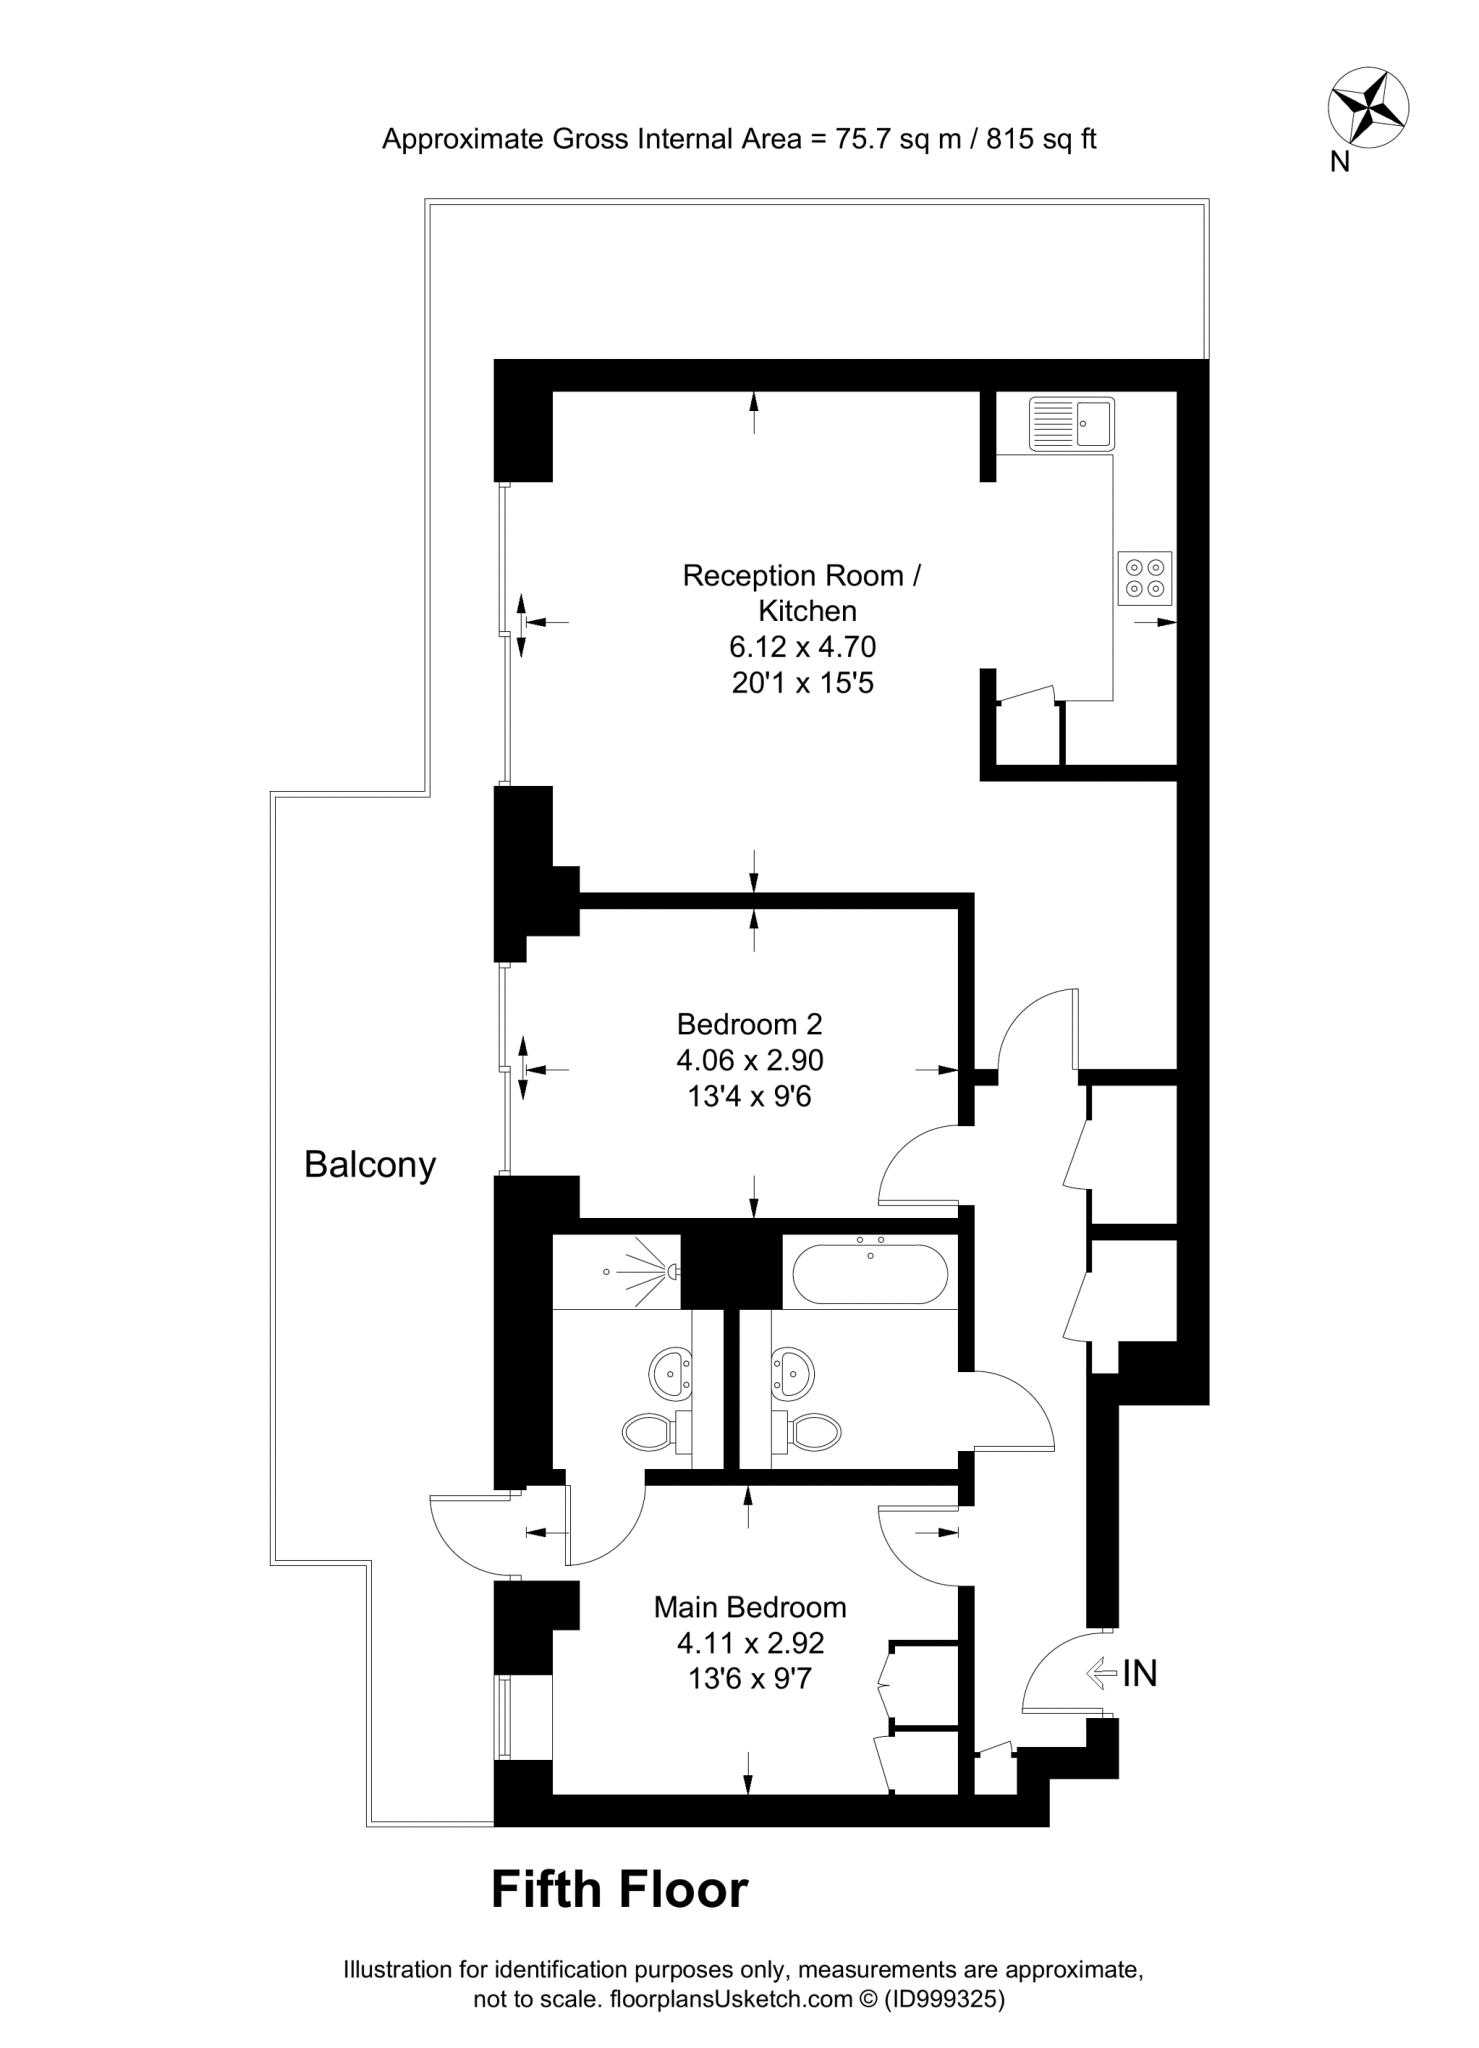 Approximate Gross Internal Area = 75.7 sq m / 815 sq ft
N
Reception Room /
Kitchen
6.12 x 4.70
20'1 x 15'5
Bedroom 2
4.06 x 2.90
13'4 x 9'6
Balcony
Main Bedroom
4.11 x 2.92
13'6 x 9'7
IN
Fifth Floor
Illustration for identification purposes only, measurements are approximate,
not to scale. floorplansUsketch.com © (ID999325)